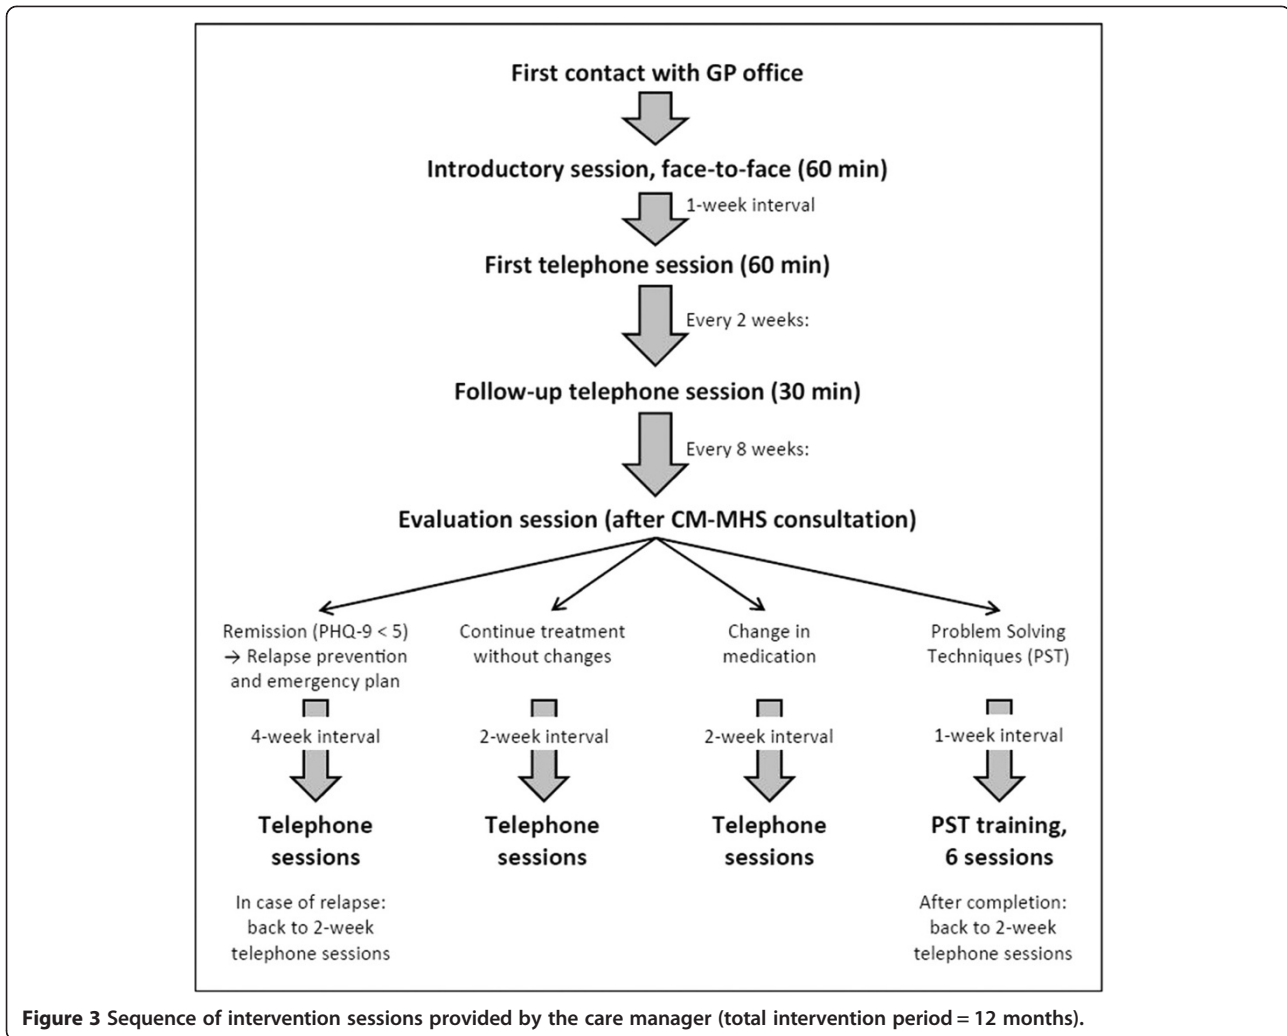 First contact with GP office
Introductory session, face-to-face (60 min)
1-week interval
First telephone session (60 min)
Every 2 weeks:
Follow-up telephone session (30 min)
Every 8 weeks:
Evaluation session (after CM-MHS consultation)
Remission (PHQ-9 < 5)
→ Relapse prevention
and emergency plan
4-week interval
Telephone
sessions
In case of relapse:
back to 2-week
telephone sessions
Continue treatment
without changes
2-week interval
Telephone
sessions
Change in
medication
2-week interval
Telephone
sessions
Problem Solving
Techniques (PST)
1-week interval
PST training,
6 sessions
After completion:
back to 2-week
telephone sessions
Figure 3 Sequence of intervention sessions provided by the care manager (total intervention period = 12 months).